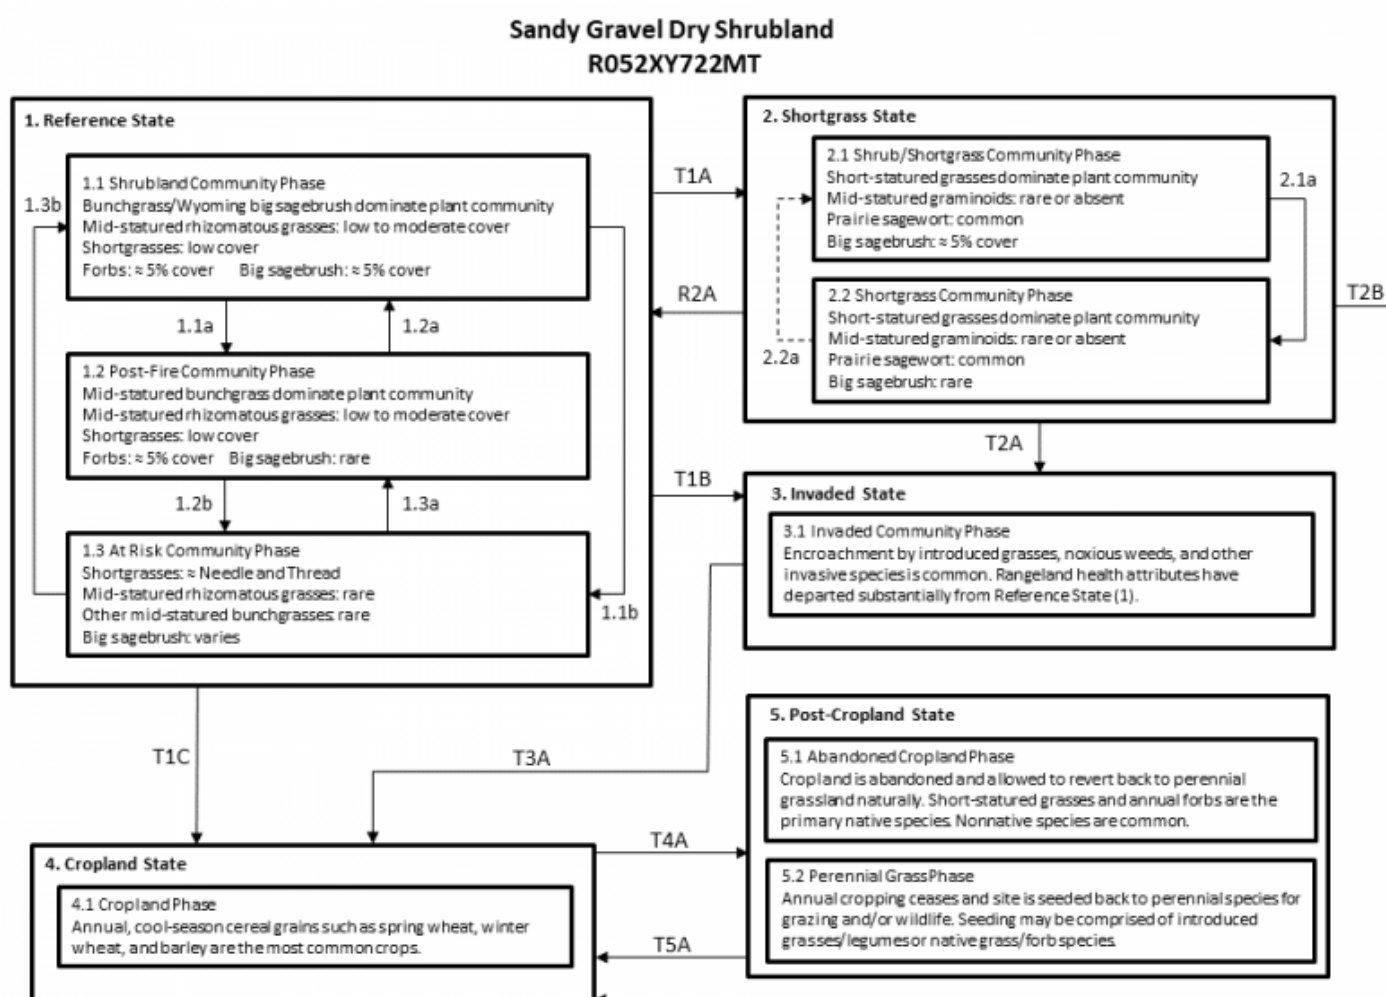 Sandy Gravel Dry Shrubland
R052XY722MT
1. Reference State
1.1 Shrubland Community Phase
Bunchgrass/Wyoming big sagebrush dominate plant community
Mid-statured rhizomatous grasses: low to moderate cover
Shortgrasses: low cover
Forbs: ≈ 5% cover Big sagebrush: ≈ 5% cover
1.3b
1.1a
1.2a
1.2 Post-Fire Community Phase
Mid-statured bunchgrass dominate plant community
Mid-statured rhizomatous grasses: low to moderate cover
Shortgrasses: low cover
Forbs: ≈ 5% cover Big sagebrush: rare
1.2b
1.3a
1.3 At Risk Community Phase
Shortgrasses: ≈ Needle and Thread
Mid-statured rhizomatous grasses: rare
Other mid-statured bunchgrasses: rare
Big sagebrush: varies
1.1b
T1A
R2A
T1B
2. Shortgrass State
2.1 Shrub/Shortgrass Community Phase
Short-statured grasses dominate plant community
Mid-statured graminoids: rare or absent
Prairie sagewort: common
Big sagebrush: ≈ 5% cover
2.1a
2.2 Shortgrass Community Phase
Short-statured grasses dominate plant community
Mid-statured graminoids: rare or absent
Prairie sagewort: common
Big sagebrush: rare
2.2a
T2B
T2A
3. Invaded State
3.1 Invaded Community Phase
Encroachment by introduced grasses, noxious weeds, and other
invasive species is common. Rangeland health attributes have
departed substantially from Reference State (1).
T1C
T3A
4. Cropland State
4.1 Cropland Phase
Annual, cool-season cereal grains such as spring wheat, winter
wheat, and barley are the most common crops.
T4A
T5A
5. Post-Cropland State
5.1 Abandoned Cropland Phase
Cropland is abandoned and allowed to revert back to perennial
grassland naturally. Short-statured grasses and annual forbs are the
primary native species. Nonnative species are common.
5.2 Perennial Grass Phase
Annual cropping ceases and site is seeded back to perennial species for
grazing and/or wildlife. Seeding may be comprised of introduced
grasses/legumes or native grass/forb species.